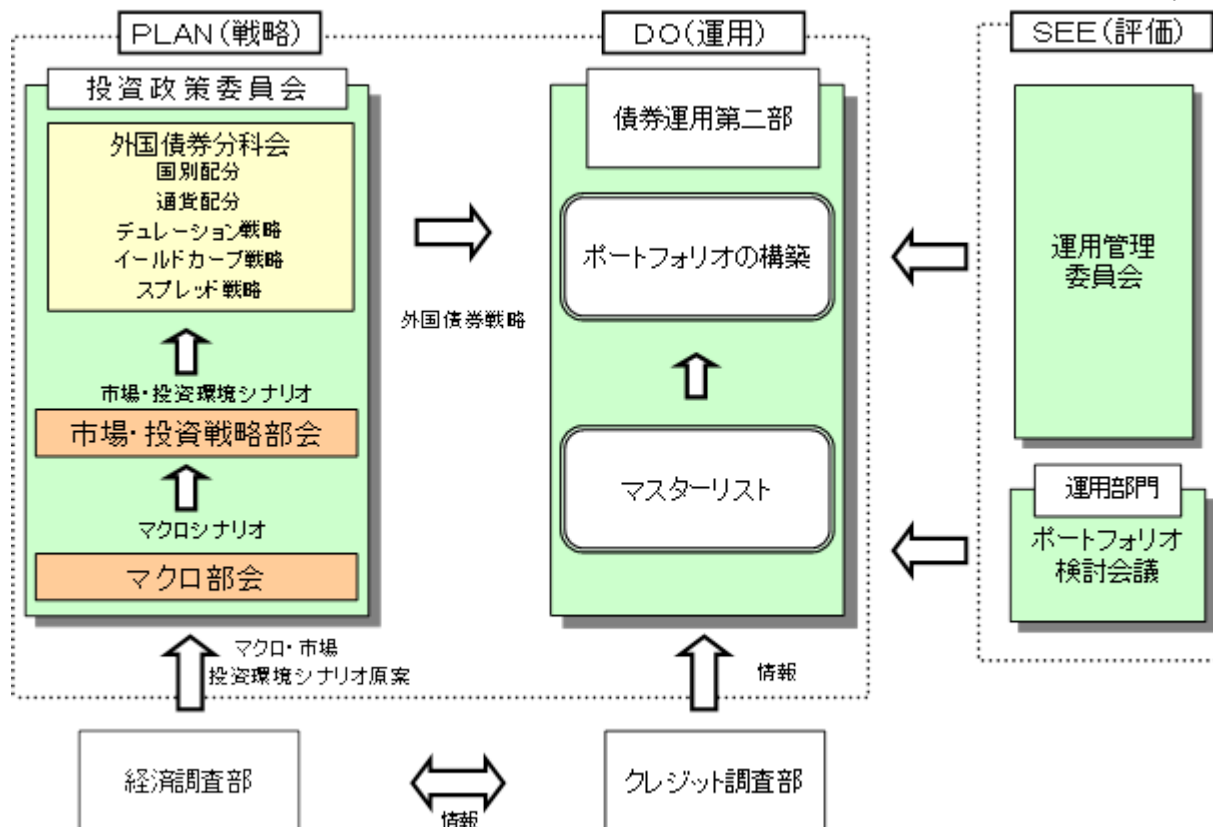 PLAN(戦略)
投資政策委員会
外国債券分科会
国別配分
通貨配分
デュレーション戦略
イールドカーブ戦略
スプレッド戦略
市場・投資環境シナリオ
市場・投資戦略部会
マクロシナリオ
マクロ部会
マクロ・市場
投資環境シナリオ原案
経済調査部
外国債券戦略
情報
DO(運用)
債券運用第二部
ポートフォリオの構築
マスターリスト
情報
クレジット調査部
SEE(評価)
運用管理
委員会
運用部門
ポートフォリオ
検討会議